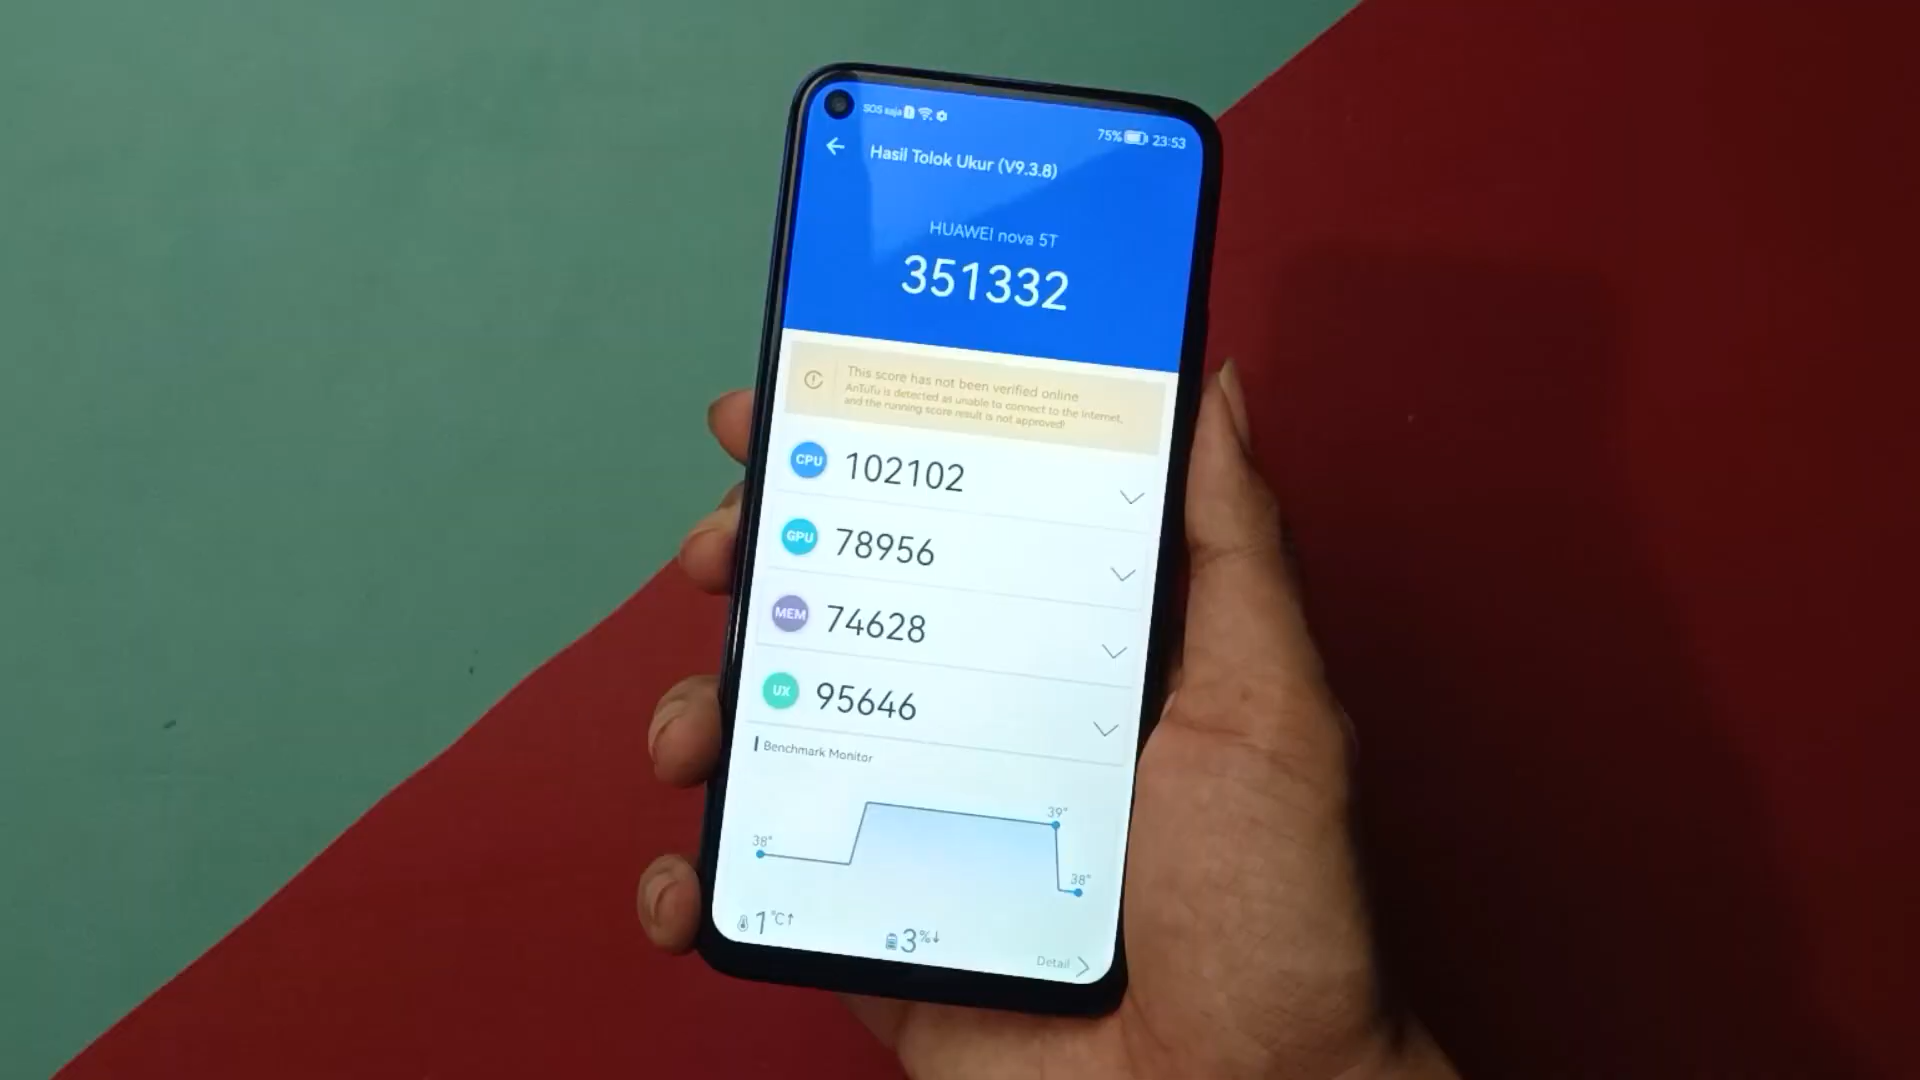 SOS saja
75% 23:53
Hasil Tolok Ukur (V9.3.8)
HUAWEI nova 5T
351332
This score has not been verified online
AnTuTu is detected as unable to connect to the internet,
and the running score result is not approved!
CPU 102102
GPU 78956
MEM 74628
UX 95646
Benchmark Monitor
38°
39°
38°
1°C↑
3%↓
Detail